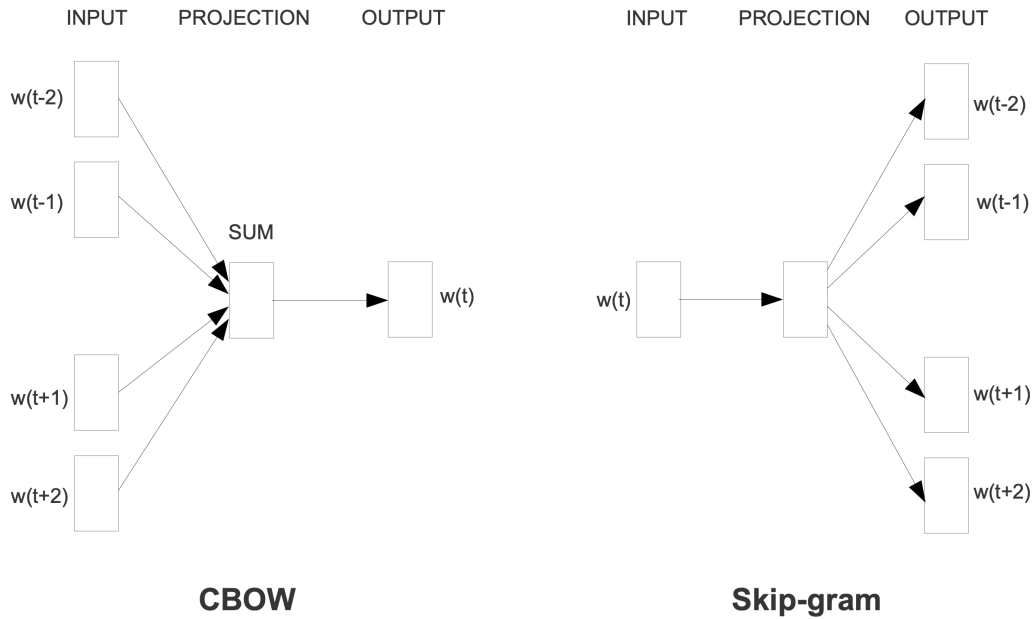 INPUT PROJECTION OUTPUT
w(t-2)
w(t-1)
SUM
w(t)
w(t+1)
w(t+2)
CBOW
INPUT PROJECTION OUTPUT
w(t-2)
w(t-1)
w(t)
w(t+1)
w(t+2)
Skip-gram